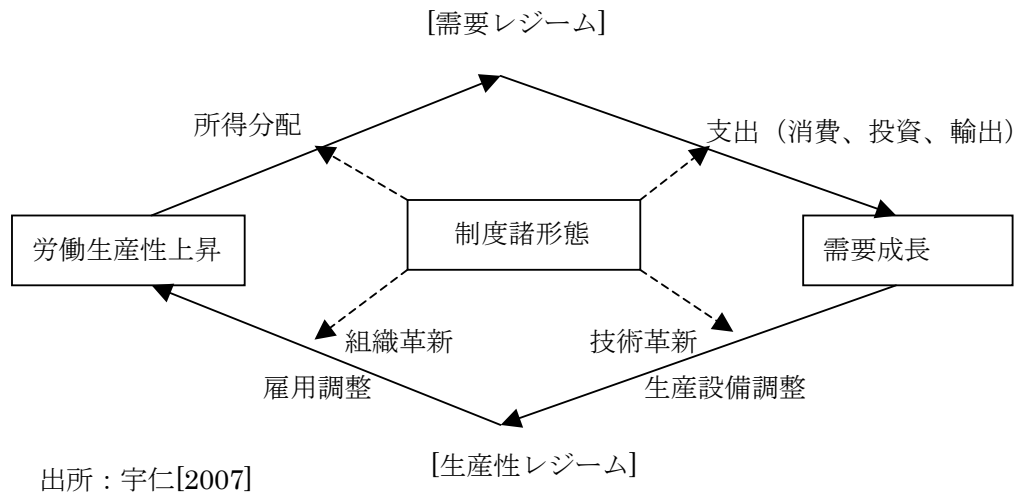 [需要レジーム]
所得分配
支出（消費、投資、輸出）
制度諸形態
労働生産性上昇
需要成長
組織革新
技術革新
雇用調整
生産設備調整
[生産性レジーム]
出所：宇仁[2007]